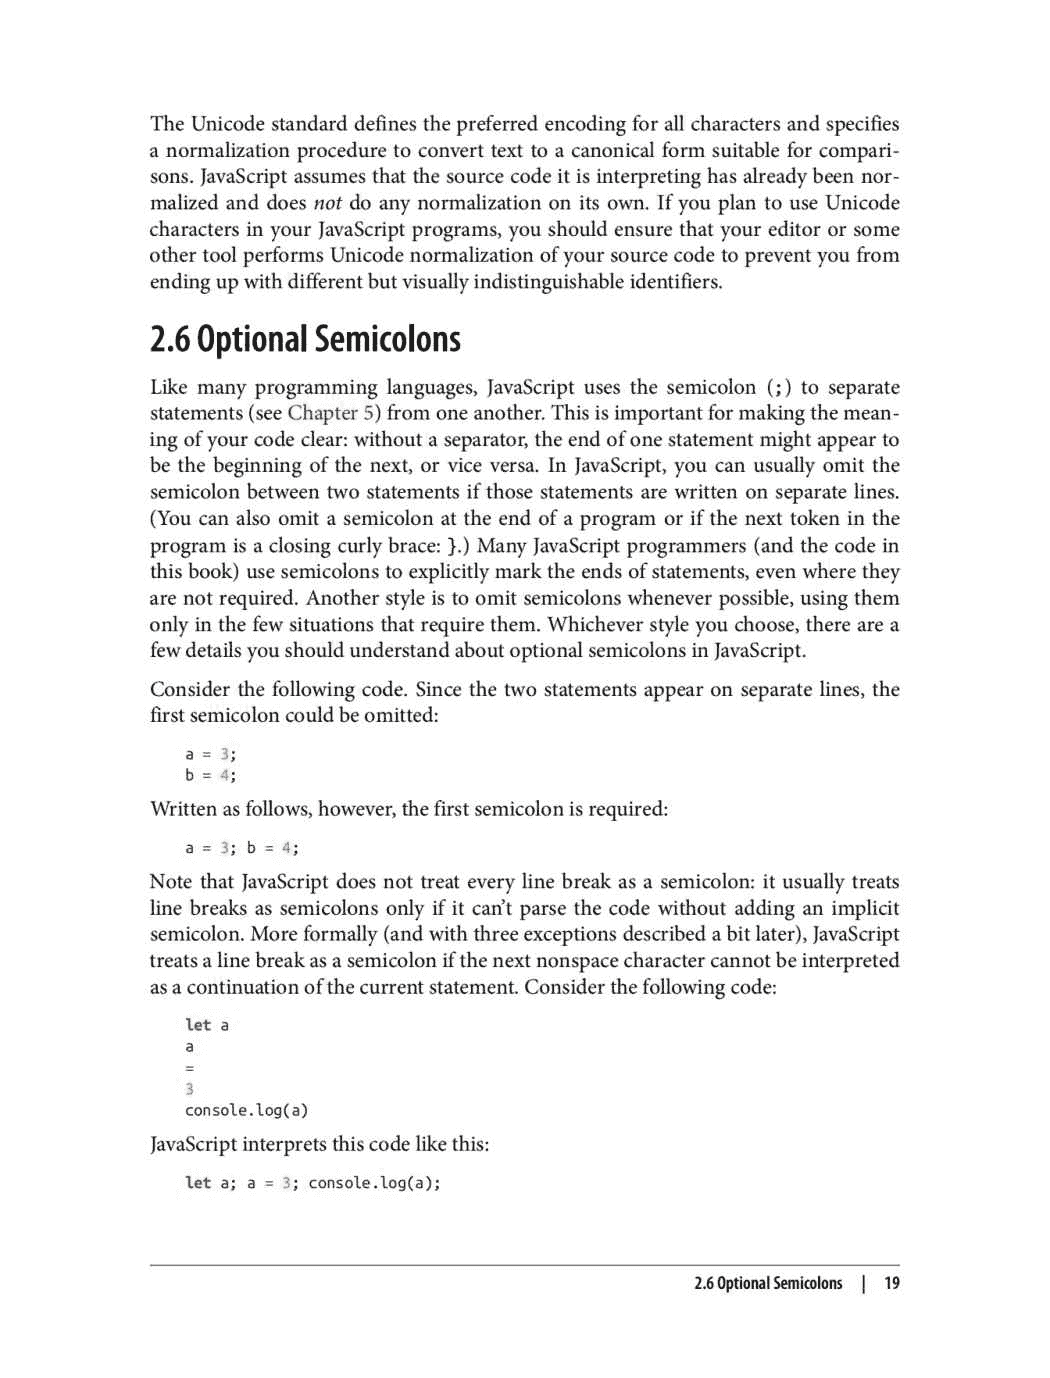 The Unicode standard defines the preferred encoding for all characters and specifies
a normalization procedure to convert text to a canonical form suitable for compari-
sons. JavaScript assumes that the source code it is interpreting has already been nor-
malized and does not do any normalization on its own. If you plan to use Unicode
characters in your JavaScript programs, you should ensure that your editor or some
other tool performs Unicode normalization of your source code to prevent you from
ending up with different but visually indistinguishable identifiers.
2.6 Optional Semicolons
Like many programming languages, JavaScript uses the semicolon (;) to separate
statements (see Chapter 5) from one another. This is important for making the mean-
ing of your code clear: without a separator, the end of one statement might appear to
be the beginning of the next, or vice versa. In JavaScript, you can usually omit the
semicolon between two statements if those statements are written on separate lines.
(You can also omit a semicolon at the end of a program or if the next token in the
program is a closing curly brace: }.) Many JavaScript programmers (and the code in
this book) use semicolons to explicitly mark the ends of statements, even where they
are not required. Another style is to omit semicolons whenever possible, using them
only in the few situations that require them. Whichever style you choose, there are a
few details you should understand about optional semicolons in JavaScript.
Consider the following code. Since the two statements appear on separate lines, the
first semicolon could be omitted:
a = 3;
b = 4;
Written as follows, however, the first semicolon is required:
a = 3; b = 4;
Note that JavaScript does not treat every line break as a semicolon: it usually treats
line breaks as semicolons only if it can’t parse the code without adding an implicit
semicolon. More formally (and with three exceptions described a bit later), JavaScript
treats a line break as a semicolon if the next nonspace character cannot be interpreted
as a continuation of the current statement. Consider the following code:
let a
a
=
3
console.log(a)
JavaScript interprets this code like this:
let a; a = 3; console.log(a);
2.6 Optional Semicolons | 19